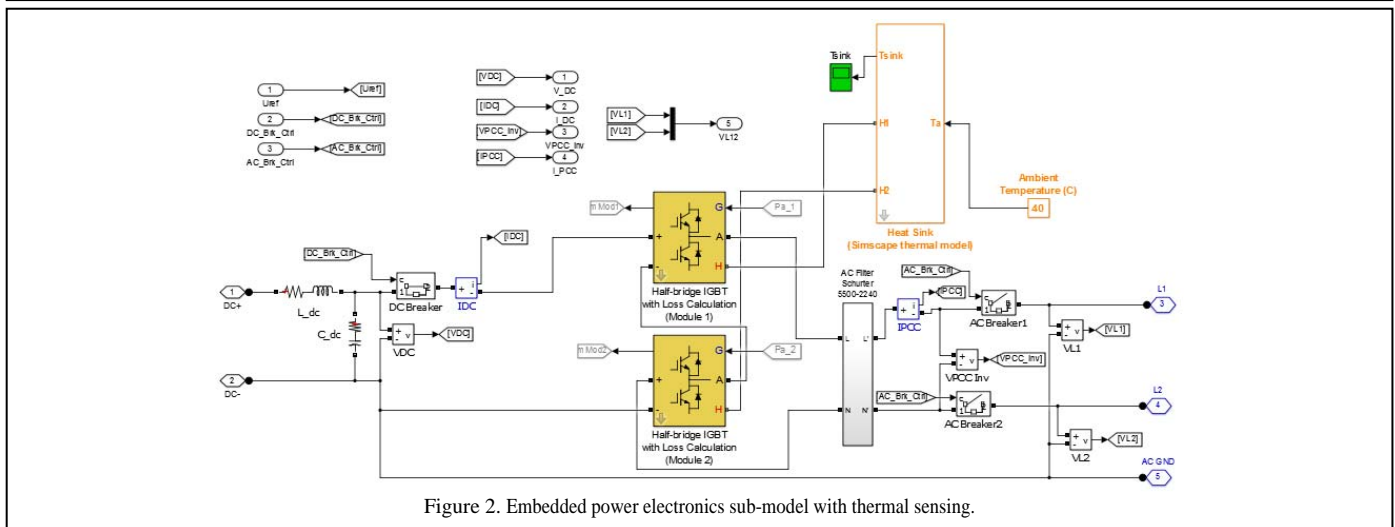 Tsink
Tsink
1
Uref
[Uref]
2
DC_Brk_Ctrl
[DC_Brk_Ctrl]
3
AC_Brk_Ctrl
[AC_Brk_Ctrl]
[VDC]
1
V_DC
[IDC]
2
I_DC
[VPCC_Inv]
3
VPCC_Inv
[IPCC]
4
I_PCC
[VL1]
[VL2]
5
VL12
H1
Ta
H2
Ambient
Temperature (C)
40
Heat Sink
(Simscape thermal model)
mMod1
G
Pa_1
+
A
-
H
Half-bridge IGBT
with Loss Calculation
(Module 1)
mMod2
G
Pa_2
+
A
-
H
Half-bridge IGBT
with Loss Calculation
(Module 2)
[DC_Brk_Ctrl]
[IDC]
1
DC+
L_dc
c
1
DC Breaker
+
-
i
IDC
C_dc
+
-
v
VDC
[VDC]
2
DC-
AC Filter
Schurter
5500-2240
L
L'
N
N'
[AC_Brk_Ctrl]
[IPCC]
+
-
i
IPCC
c
1
AC Breaker1
L1
3
+
-
v
VL1
[VL1]
+
-
v
VPCC Inv
[VPCC_Inv]
[AC_Brk_Ctrl]
c
1
AC Breaker2
L2
4
+
-
v
VL2
[VL2]
AC GND
5
Figure 2. Embedded power electronics sub-model with thermal sensing.